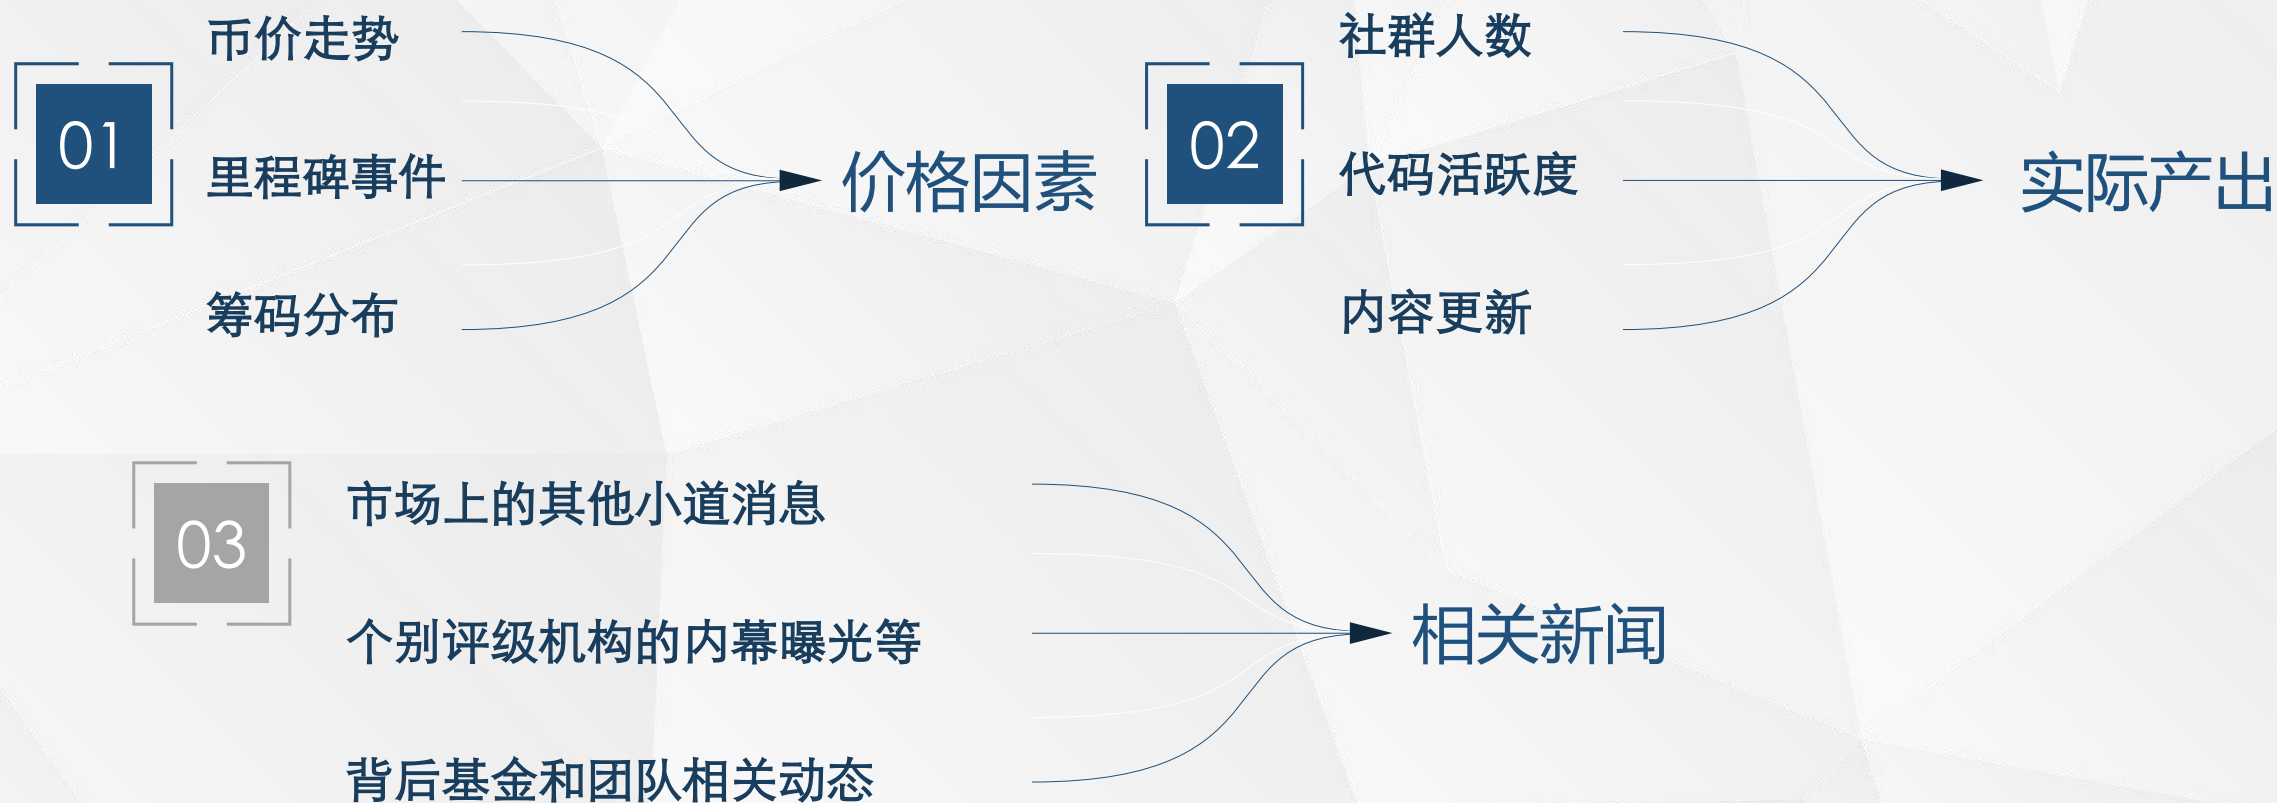 01
币价走势
里程碑事件
筹码分布
价格因素
02
社群人数
代码活跃度
内容更新
实际产出
03
市场上的其他小道消息
个别评级机构的内幕曝光等
背后基金和团队相关动态
相关新闻